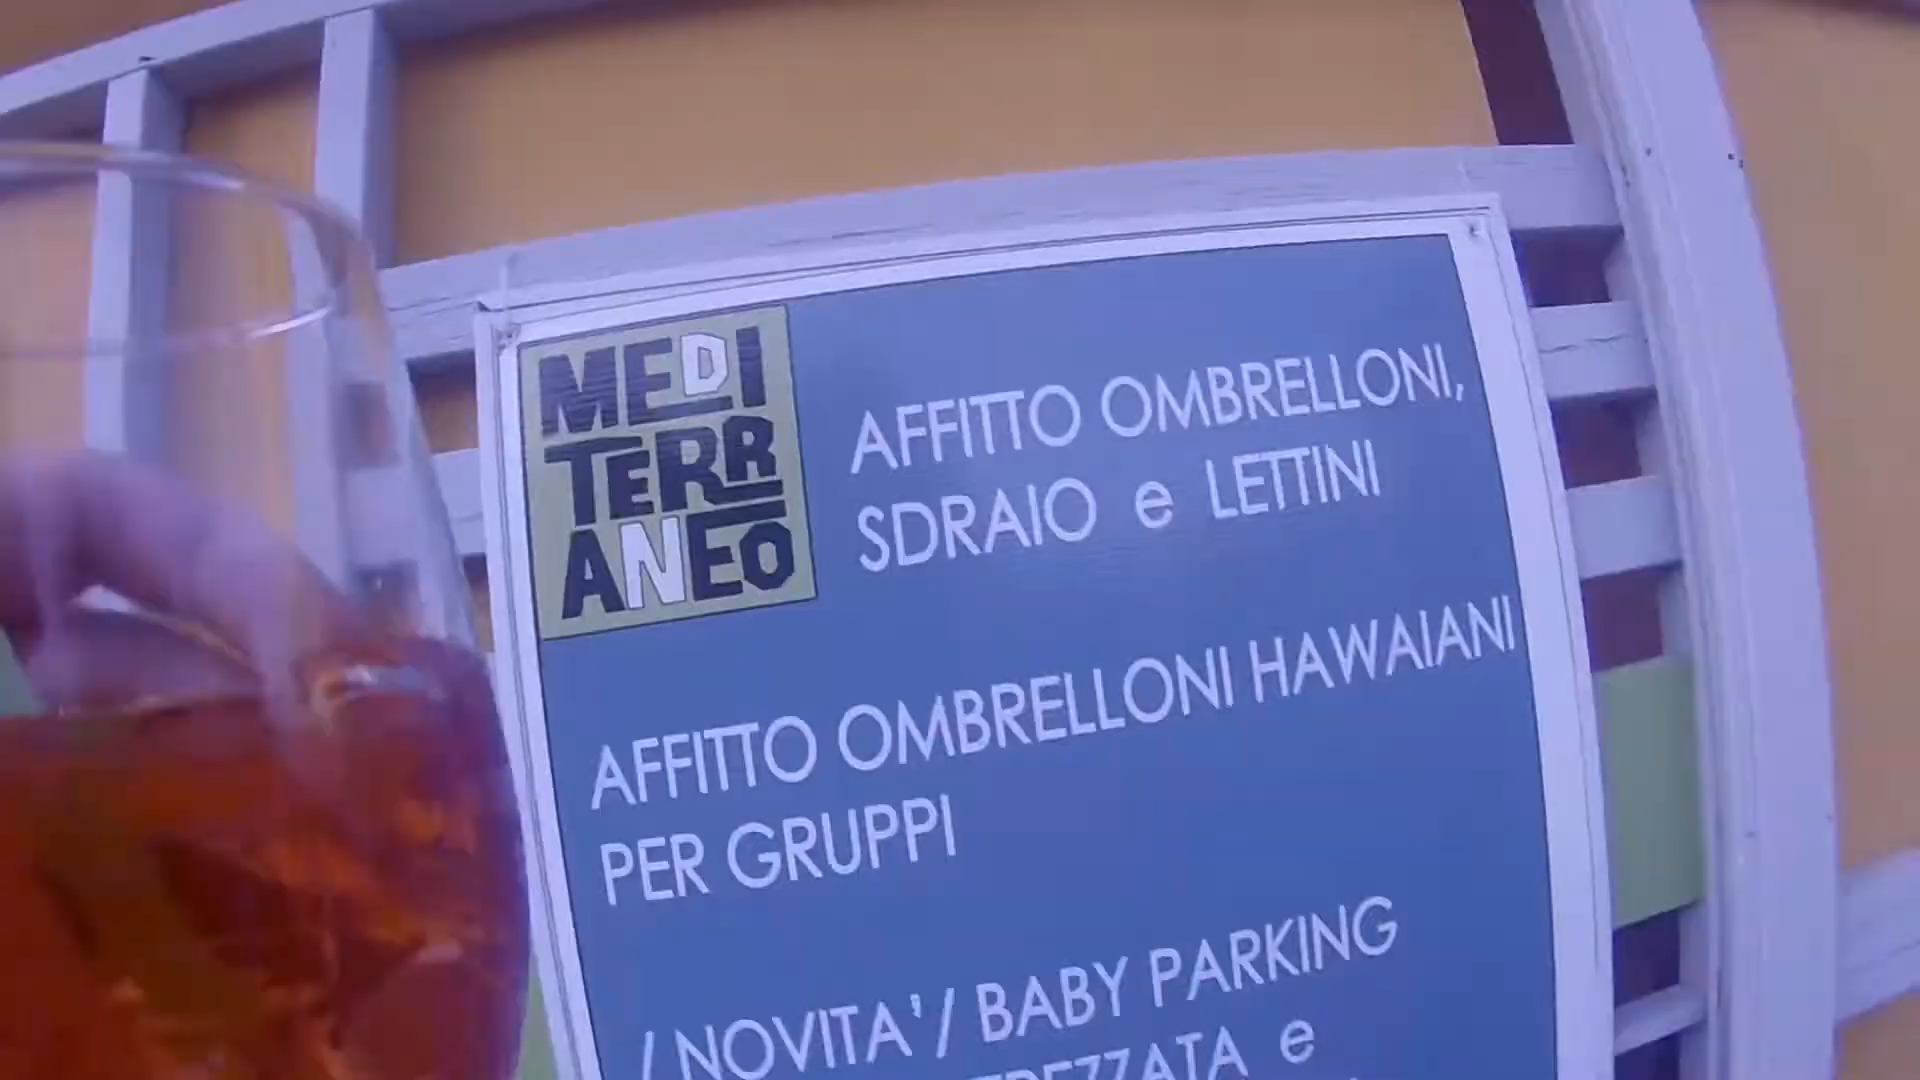 MEDI
TERR
ANEO
AFFITTO OMBRELLONI,
SDRAIO e LETTINI
AFFITTO OMBRELLONI HAWAIANI
PER GRUPPI
/ NOVITA'/ BABY PARKING
e